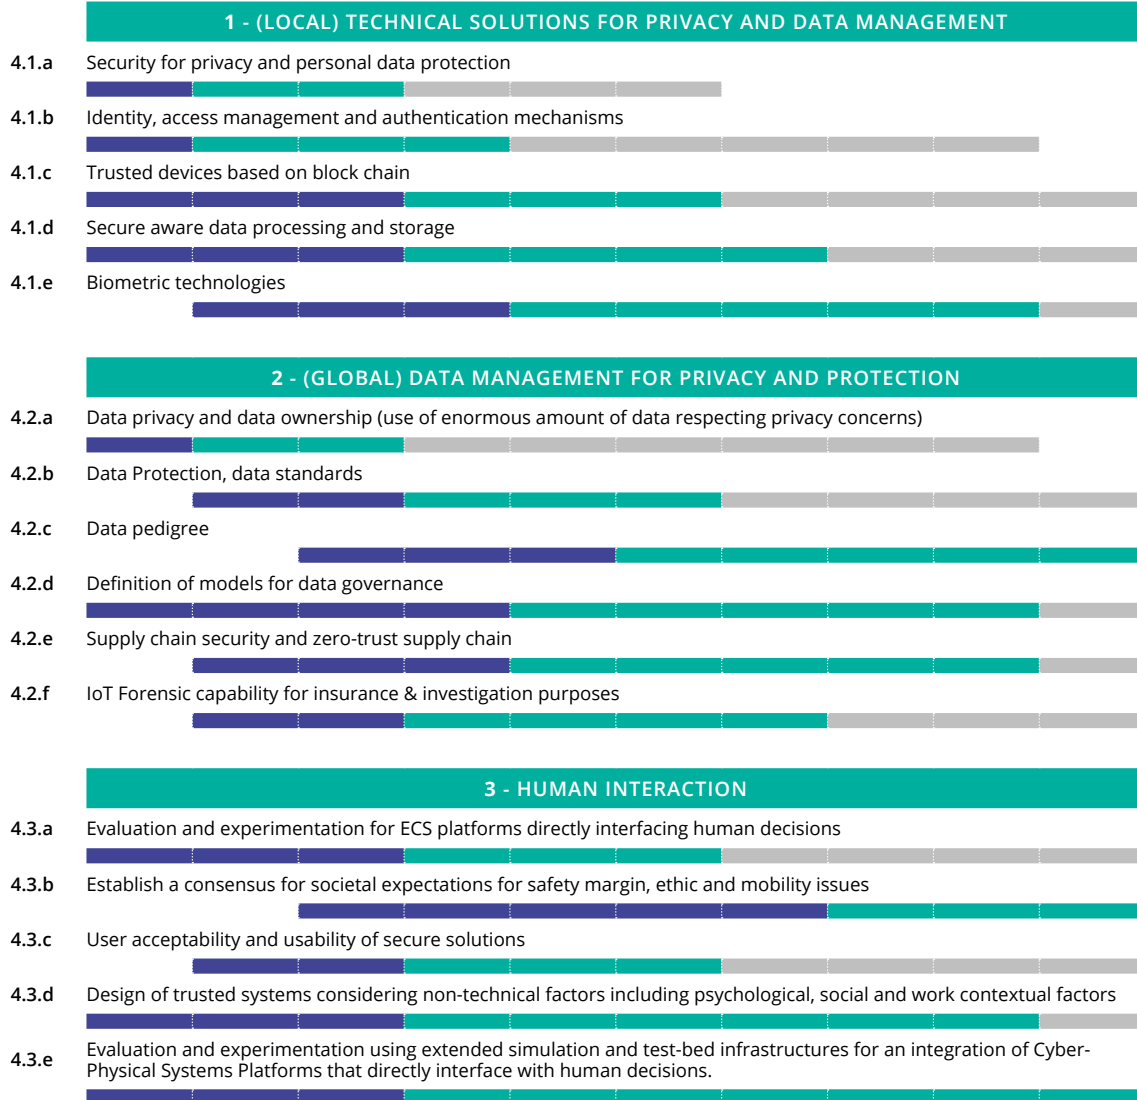 1 - (LOCAL) TECHNICAL SOLUTIONS FOR PRIVACY AND DATA MANAGEMENT
4.1.a Security for privacy and personal data protection
4.1.b Identity, access management and authentication mechanisms
4.1.c Trusted devices based on block chain
4.1.d Secure aware data processing and storage
4.1.e Biometric technologies
2 - (GLOBAL) DATA MANAGEMENT FOR PRIVACY AND PROTECTION
4.2.a Data privacy and data ownership (use of enormous amount of data respecting privacy concerns)
4.2.b Data Protection, data standards
4.2.c Data pedigree
4.2.d Definition of models for data governance
4.2.e Supply chain security and zero-trust supply chain
4.2.f IoT Forensic capability for insurance & investigation purposes
3 - HUMAN INTERACTION
4.3.a Evaluation and experimentation for ECS platforms directly interfacing human decisions
4.3.b Establish a consensus for societal expectations for safety margin, ethic and mobility issues
4.3.c User acceptability and usability of secure solutions
4.3.d Design of trusted systems considering non-technical factors including psychological, social and work contextual factors
4.3.e Evaluation and experimentation using extended simulation and test-bed infrastructures for an integration of Cyber-
Physical Systems Platforms that directly interface with human decisions.